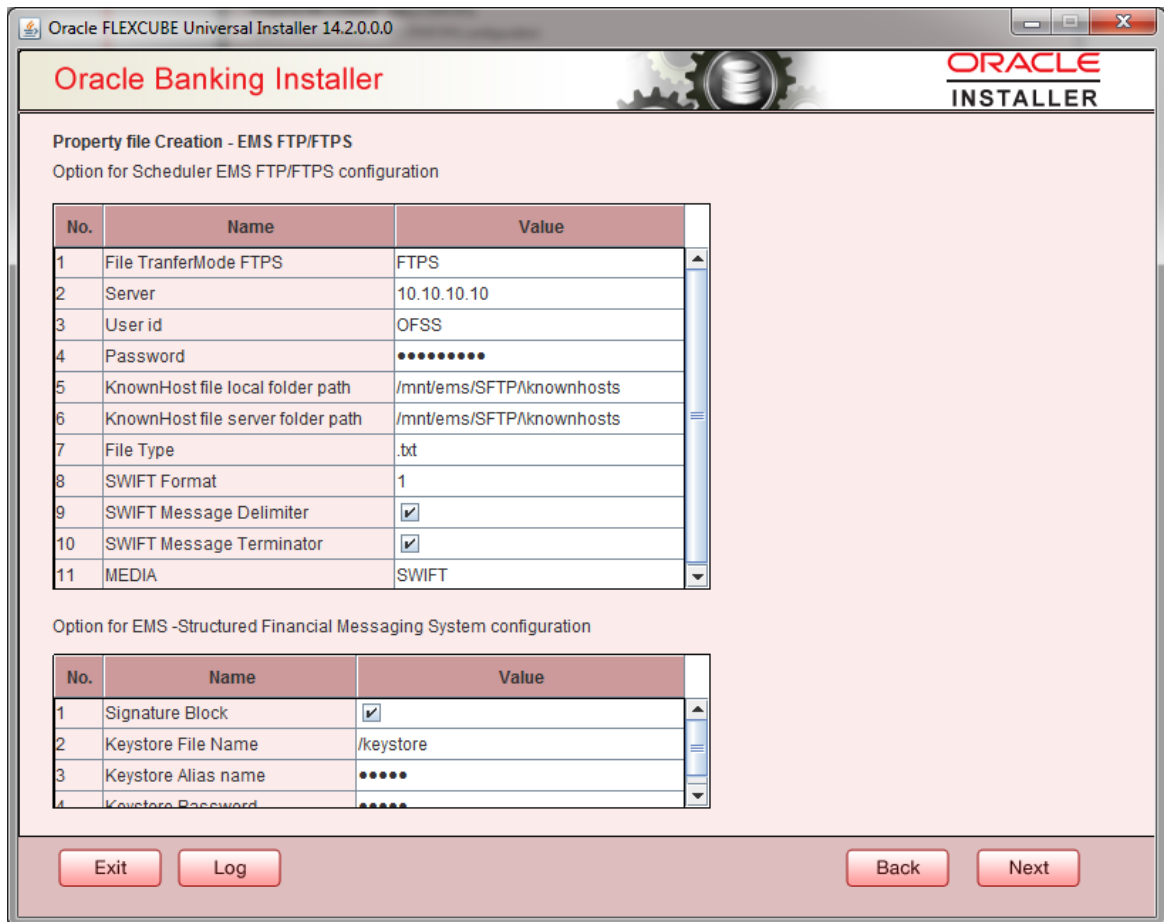 Oracle FLEXCUBE Universal Installer 14.2.0.0.0
Oracle Banking Installer
ORACLE
INSTALLER
Property file Creation - EMS FTP/FTPS
Option for Scheduler EMS FTP/FTPS configuration
No. Name Value
1 File TranferMode FTPS FTPS
2 Server 10.10.10.10
3 User id OFSS
4 Password •••••••••
5 KnownHost file local folder path /mnt/ems/SFTP/\knownhosts
6 KnownHost file server folder path /mnt/ems/SFTP/\knownhosts
7 File Type .txt
8 SWIFT Format 1
9 SWIFT Message Delimiter
10 SWIFT Message Terminator
11 MEDIA SWIFT
Option for EMS -Structured Financial Messaging System configuration
No. Name Value
1 Signature Block
2 Keystore File Name /keystore
3 Keystore Alias name •••••
4 Keystore Password •••••
Exit Log Back Next